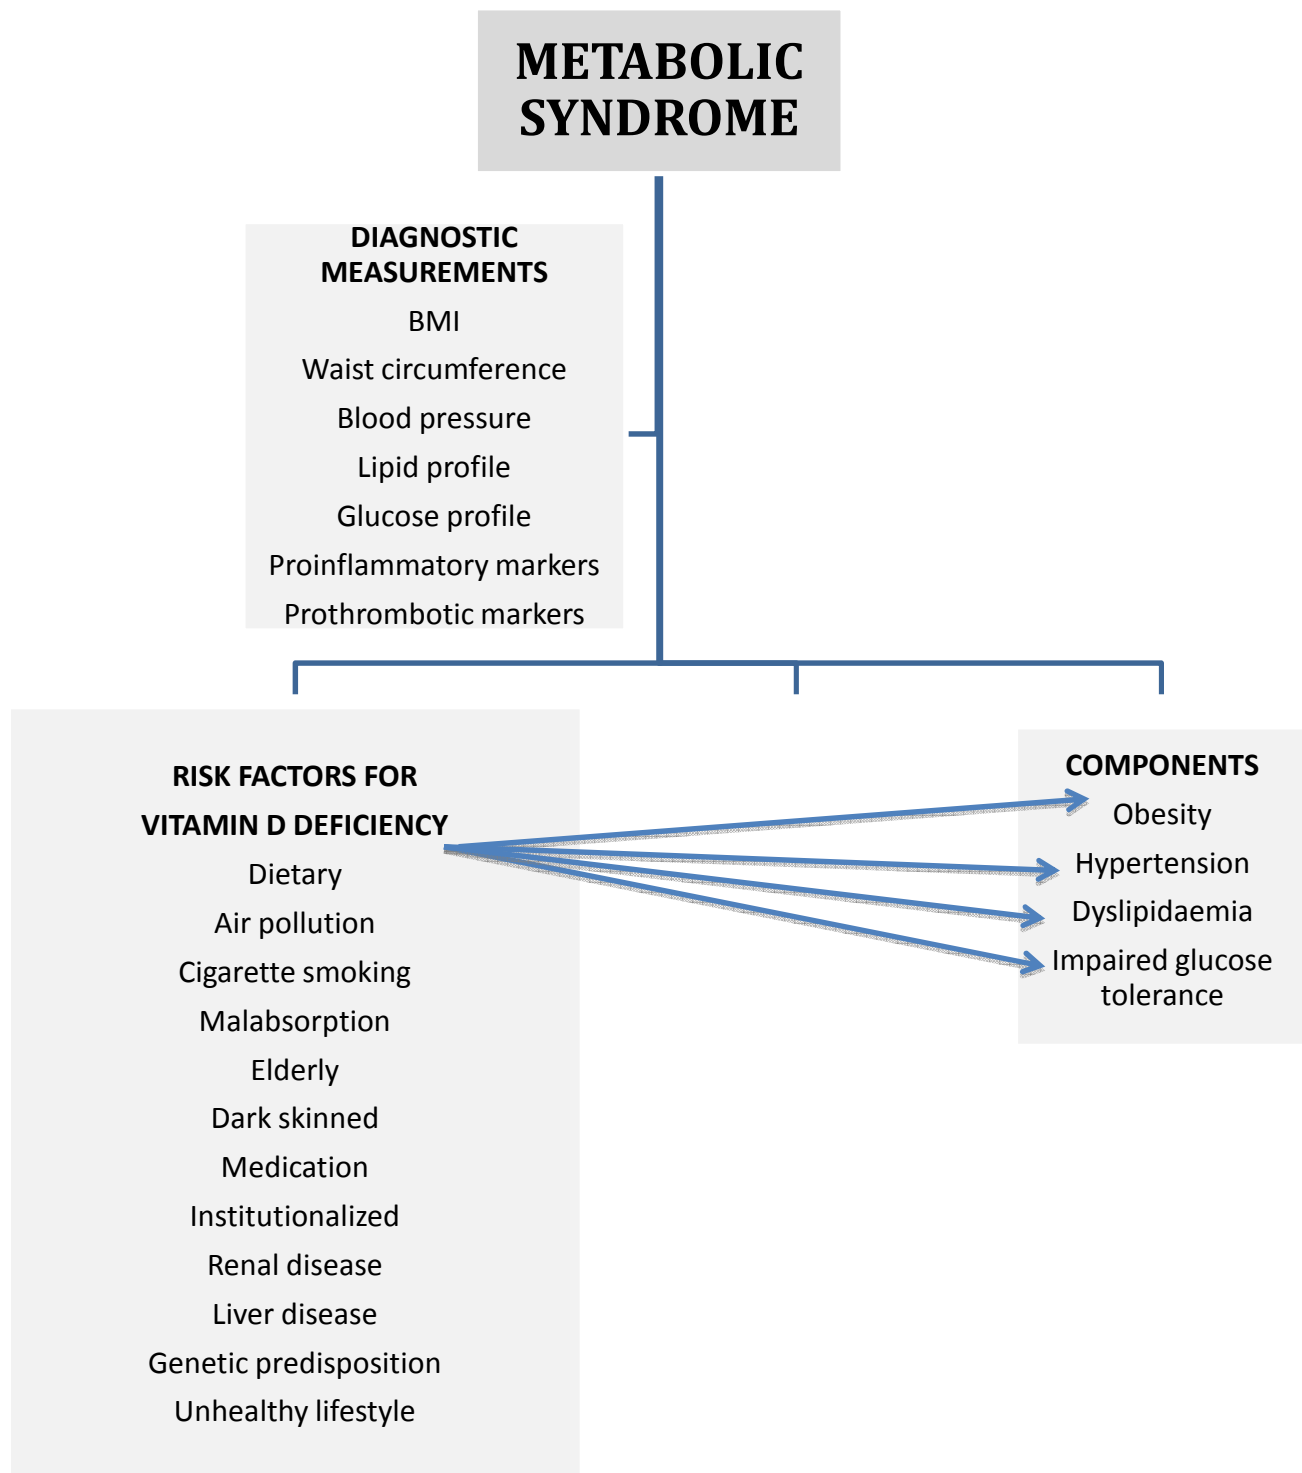 METABOLIC
SYNDROME
DIAGNOSTIC
MEASUREMENTS
BMI
Waist circumference
Blood pressure
Lipid profile
Glucose profile
Proinflammatory markers
Prothrombotic markers
RISK FACTORS FOR
VITAMIN D DEFICIENCY
Dietary
Air pollution
Cigarette smoking
Malabsorption
Elderly
Dark skinned
Medication
Institutionalized
Renal disease
Liver disease
Genetic predisposition
Unhealthy lifestyle
COMPONENTS
Obesity
Hypertension
Dyslipidaemia
Impaired glucose
tolerance